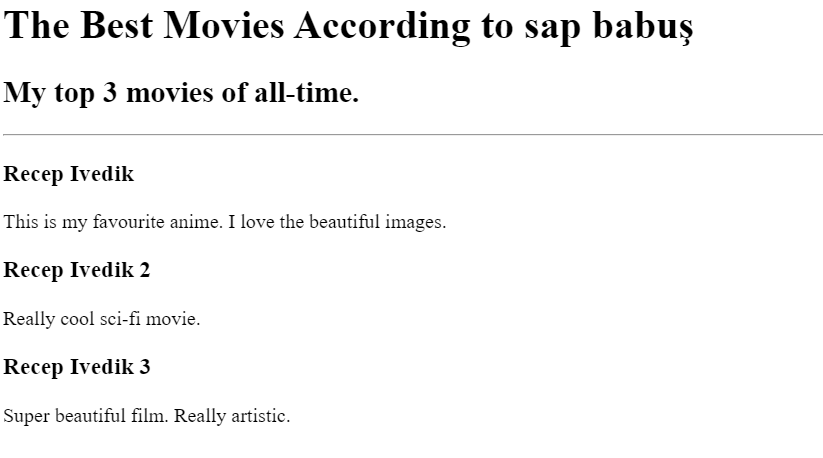 The Best Movies According to sap babuş
My top 3 movies of all-time.
Recep Ivedik
This is my favourite anime. I love the beautiful images.
Recep Ivedik 2
Really cool sci-fi movie.
Recep Ivedik 3
Super beautiful film. Really artistic.